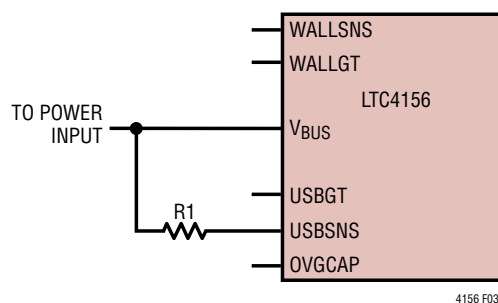 WALLSNS
WALLGT
LTC4156
TO POWER
INPUT
VBUS
USBGT
R1
USBSNS
OVGCAP
4156 F03